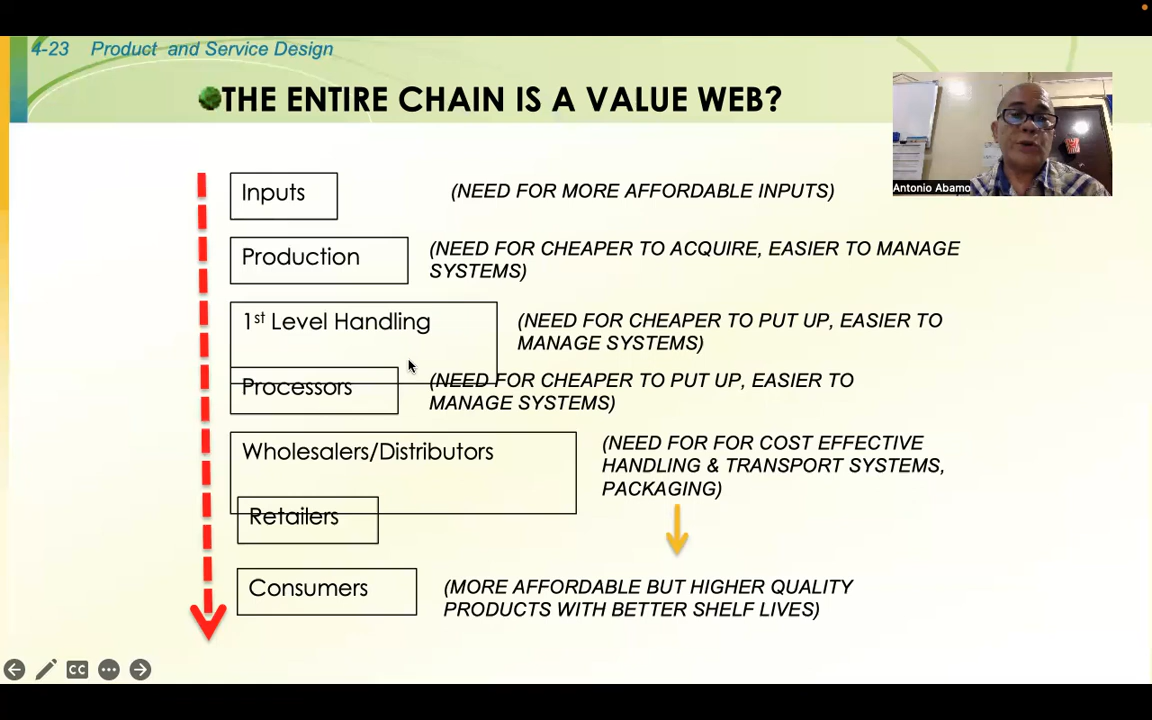 4-23 Product and Service Design
THE ENTIRE CHAIN IS A VALUE WEB?
Antonio Abamo
Inputs
(NEED FOR MORE AFFORDABLE INPUTS)
Production
(NEED FOR CHEAPER TO ACQUIRE, EASIER TO MANAGE
SYSTEMS)
1st Level Handling
(NEED FOR CHEAPER TO PUT UP, EASIER TO
MANAGE SYSTEMS)
Processors
(NEED FOR CHEAPER TO PUT UP, EASIER TO
MANAGE SYSTEMS)
Wholesalers/Distributors
(NEED FOR FOR COST EFFECTIVE
HANDLING & TRANSPORT SYSTEMS,
PACKAGING)
Retailers
Consumers
(MORE AFFORDABLE BUT HIGHER QUALITY
PRODUCTS WITH BETTER SHELF LIVES)
CC